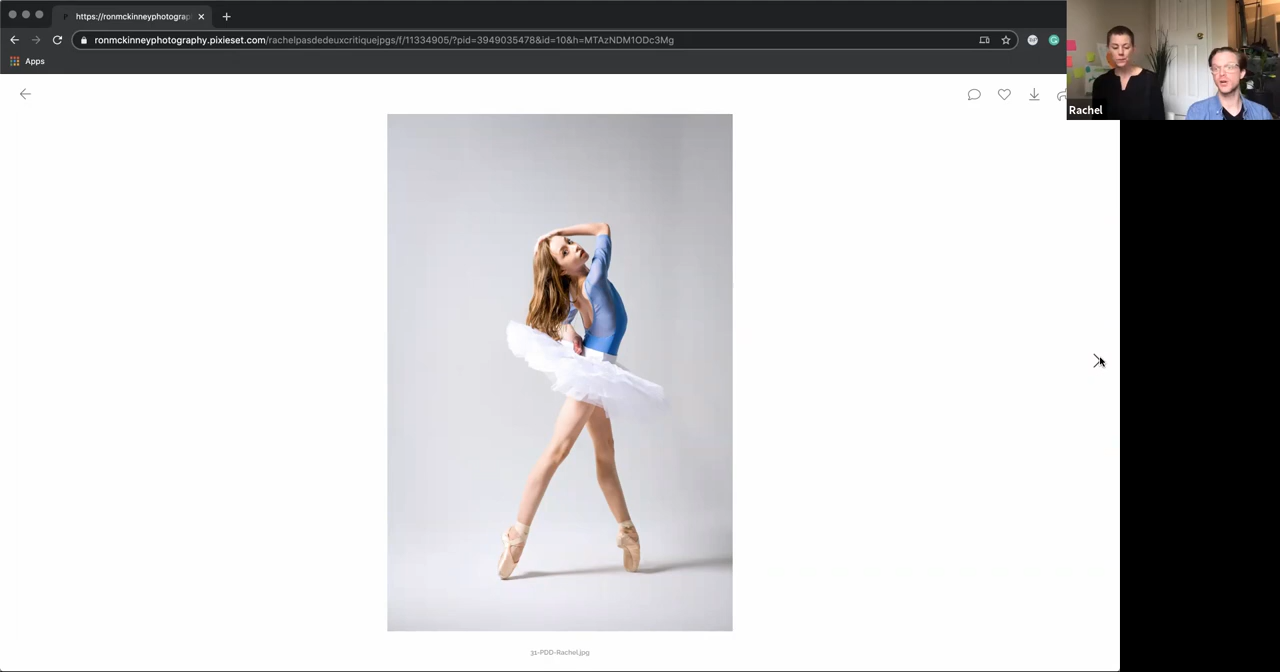 https://ronmckinneyphotograp
ronmckinneyphotography.pixieset.com/rachelpasdedeuxcritiquejpgs/f/11334905/?pid=3949035478&id=10&h=MTAzNDM1ODc3Mg
Apps
Rachel
31-PDD-Rachel.jpg